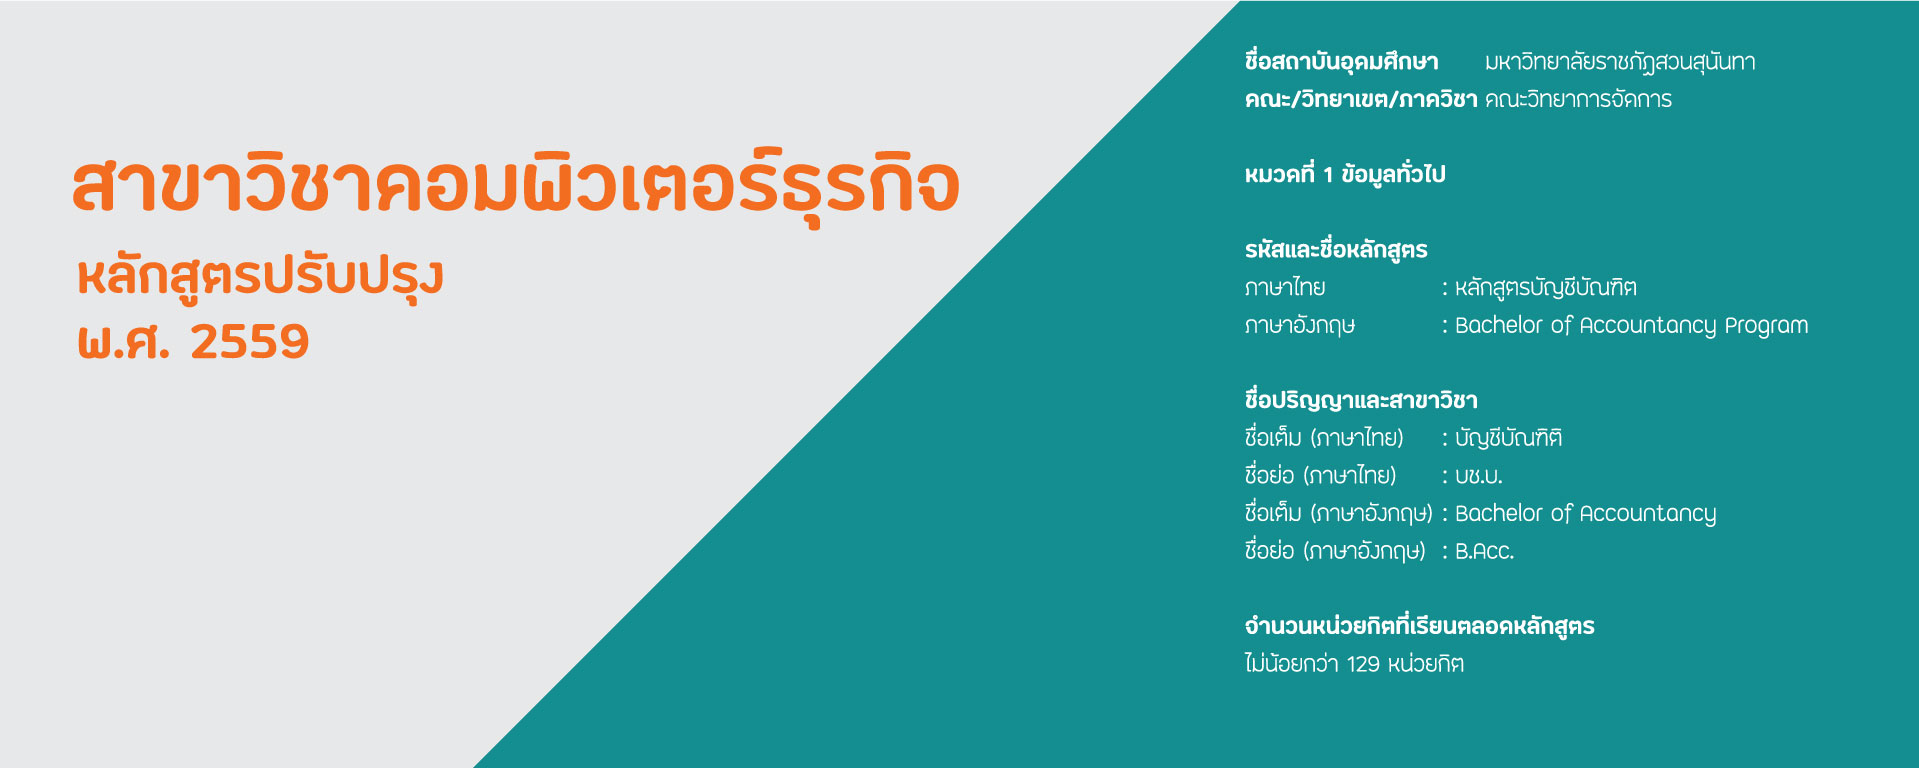 สาขาวิชาคอมพิวเตอร์ธุรกิจ
หลักสูตรปรับปรุง
พ.ศ. 2559
ชื่อสถาบันอุดมศึกษา มหาวิทยาลัยราชภัฏสวนสุนันทา
คณะ/วิทยาเขต/ภาควิชา คณะวิทยาการจัดการ
หมวดที่ 1 ข้อมูลทั่วไป
รหัสและชื่อหลักสูตร
ภาษาไทย : หลักสูตรบัญชีบัณฑิต
ภาษาอังกฤษ : Bachelor of Accountancy Program
ชื่อปริญญาและสาขาวิชา
ชื่อเต็ม (ภาษาไทย) : บัญชีบัณฑิติ
ชื่อย่อ (ภาษาไทย) : บช.บ.
ชื่อเต็ม (ภาษาอังกฤษ) : Bachelor of Accountancy
ชื่อย่อ (ภาษาอังกฤษ) : B.Acc.
จำนวนหน่วยกิตที่เรียนตลอดหลักสูตร
ไม่น้อยกว่า 129 หน่วยกิต